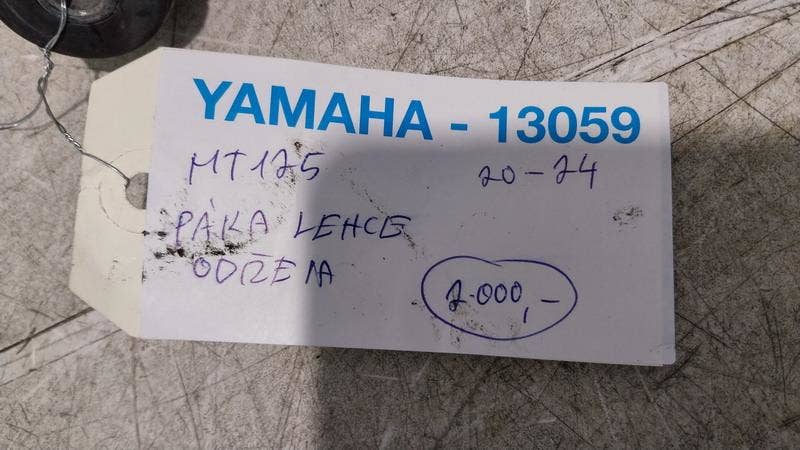 YAMAHA - 13059
MT125 20-24
PÁKA LEHCE
ODŘENA
2.000,-